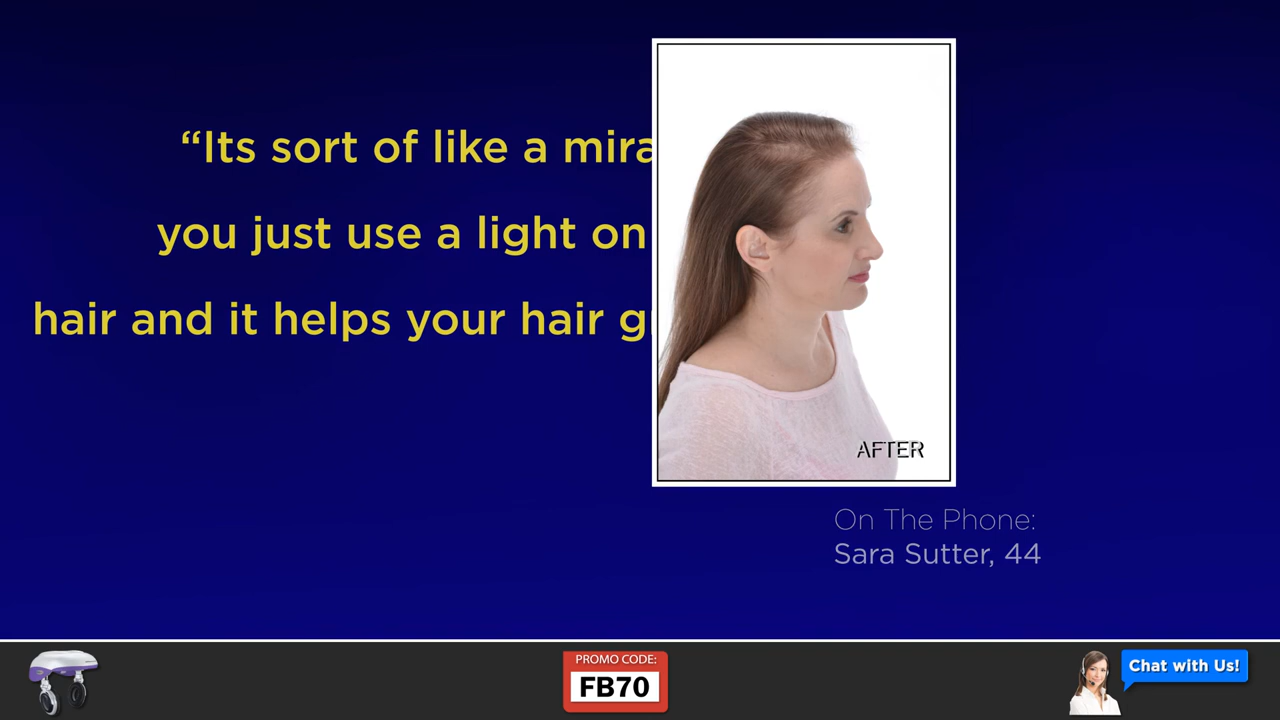 “Its sort of like a mira
you just use a light on
hair and it helps your hair g
AFTER
On The Phone:
Sara Sutter, 44
PROMO CODE:
FB70
Chat with Us!